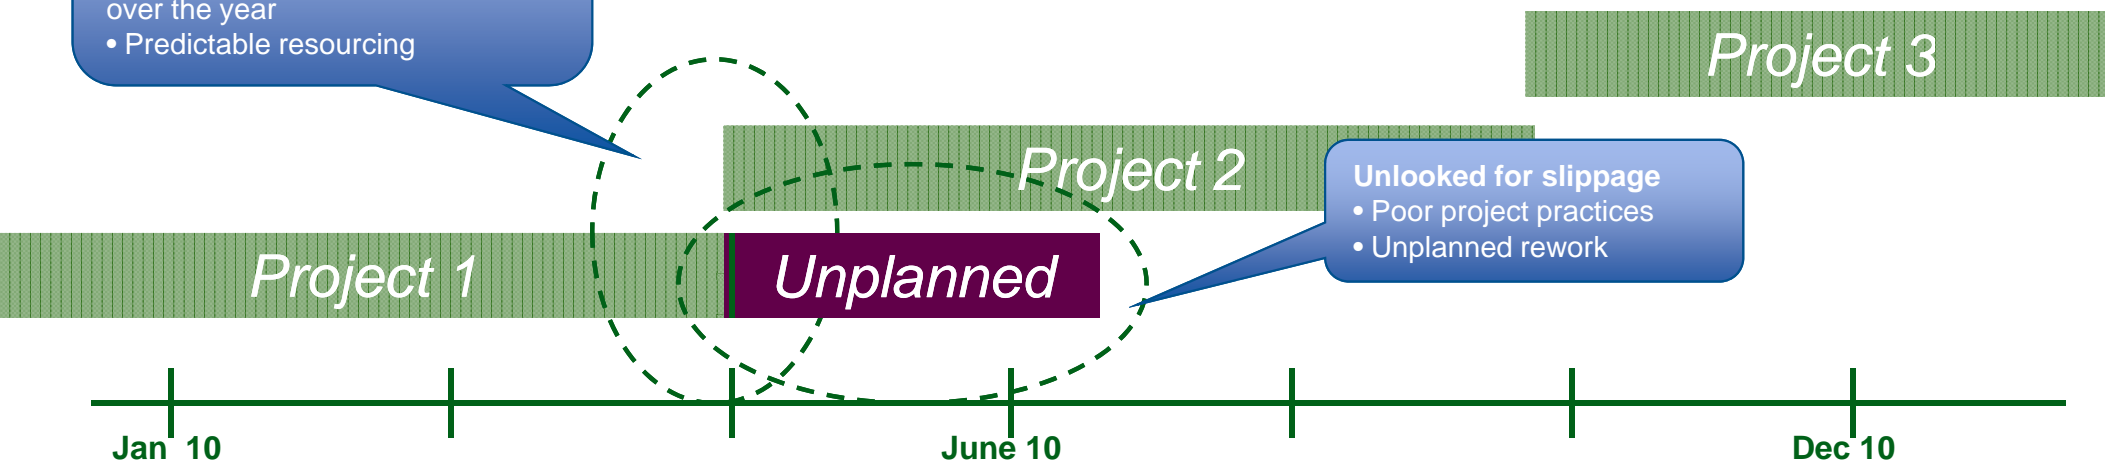 over the year
• Predictable resourcing
Project 3
Project 2
Unlooked for slippage
• Poor project practices
• Unplanned rework
Project 1
Unplanned
Jan 10
June 10
Dec 10